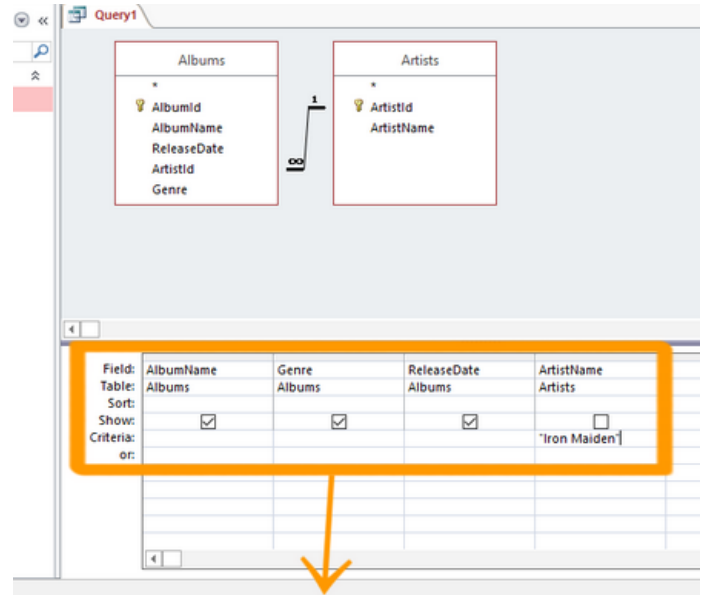 Query1
Albums
*
AlbumId
AlbumName
ReleaseDate
ArtistId
Genre
1
∞
Artists
*
ArtistId
ArtistName
Field: AlbumName Genre ReleaseDate ArtistName
Table: Albums Albums Albums Artists
Sort:
Show:
Criteria: "Iron Maiden"
or: